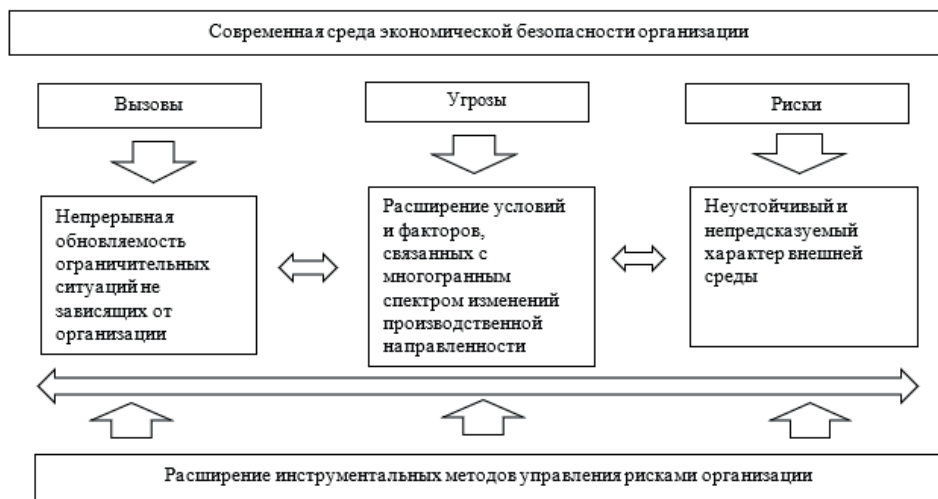 Современная среда экономической безопасности организации
Вызовы
Угрозы
Риски
Непрерывная
обновляемость
ограничительных
ситуаций не
зависящих от
организации
Расширение условий
и факторов,
связанных с
многогранным
спектром изменений
производственной
направленности
Неустойчивый и
непредсказуемый
характер внешней
среды
Расширение инструментальных методов управления рисками организации